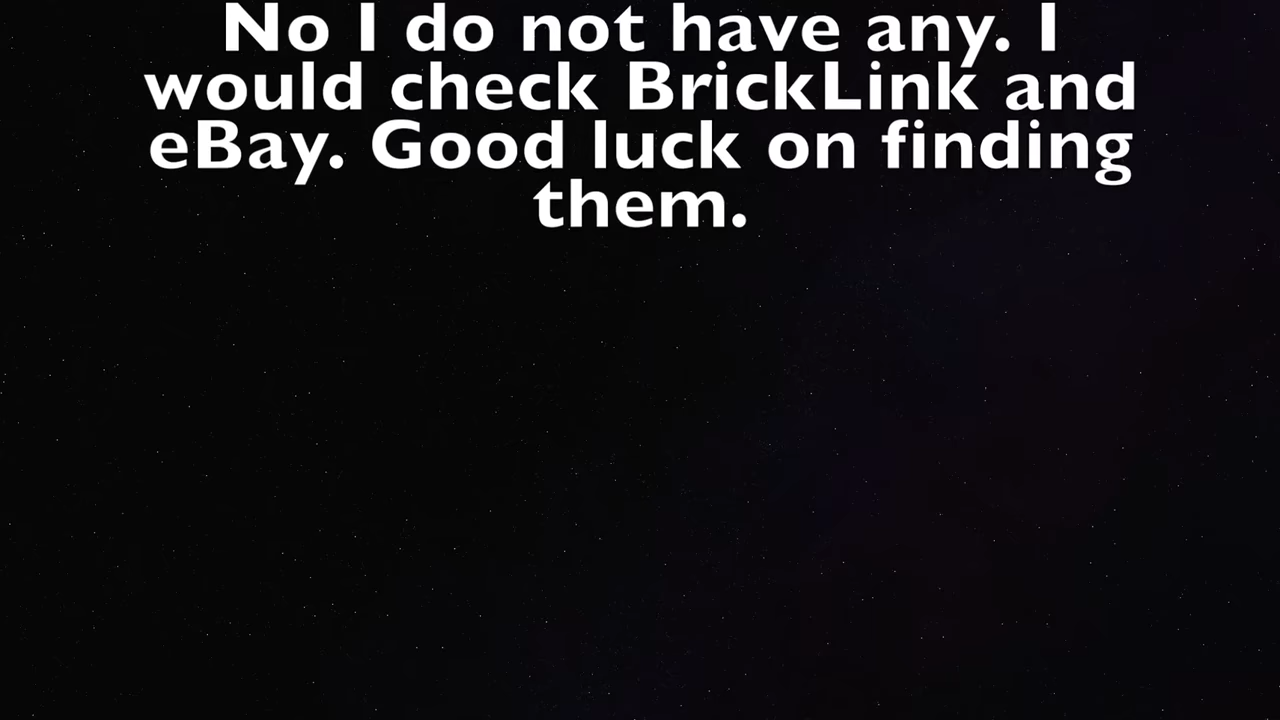 No I do not have any. I
would check BrickLink and
eBay. Good luck on finding
them.